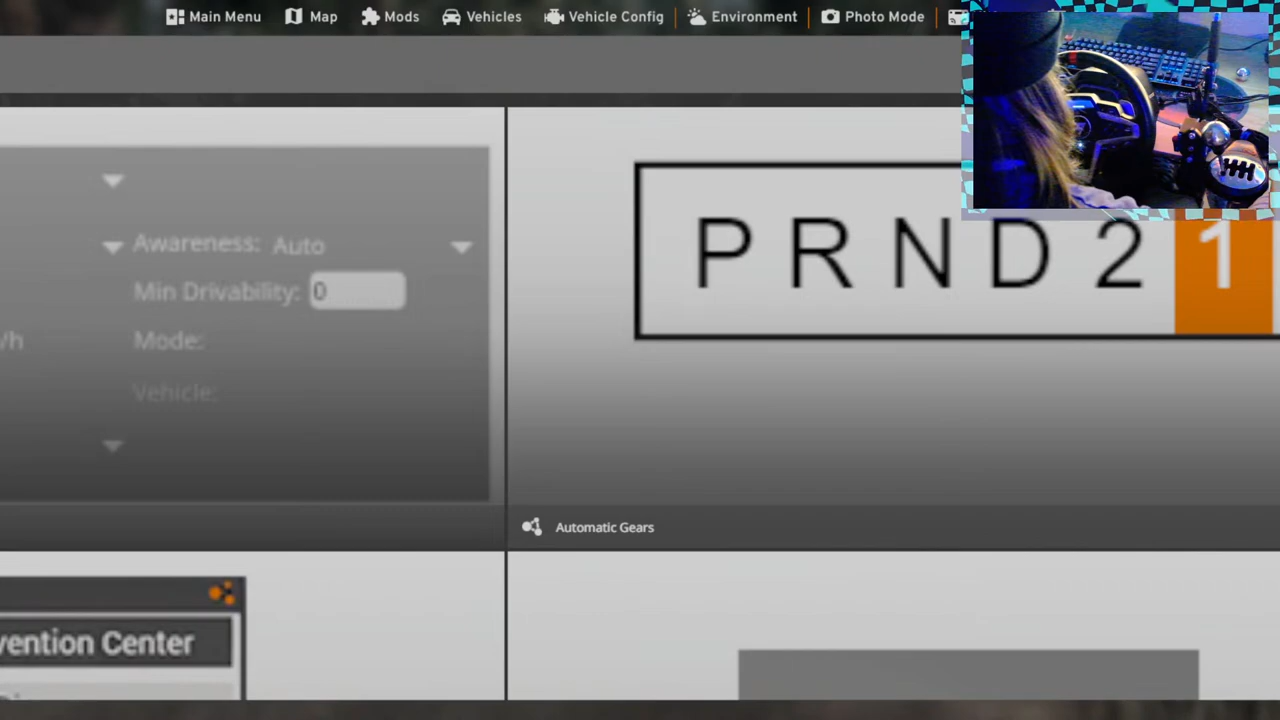 Main Menu Map Mods Vehicles Vehicle Config Environment Photo Mode
Awareness: Auto
Min Drivability: 0
/h Mode:
Vehicle:
P R N D 2 1
Automatic Gears
vention Center